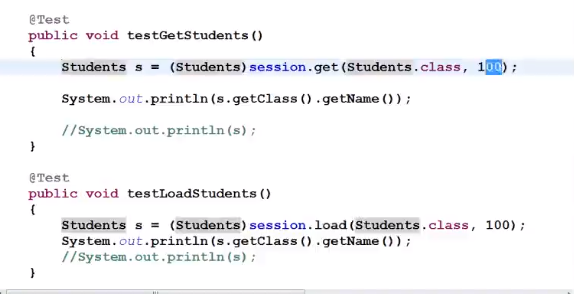 @Test
public void testGetStudents()
{
    Students s = (Students)session.get(Students.class, 100);
    System.out.println(s.getClass().getName());
    //System.out.println(s);
}
@Test
public void testLoadStudents()
{
    Students s = (Students)session.load(Students.class, 100);
    System.out.println(s.getClass().getName());
    //System.out.println(s);
}